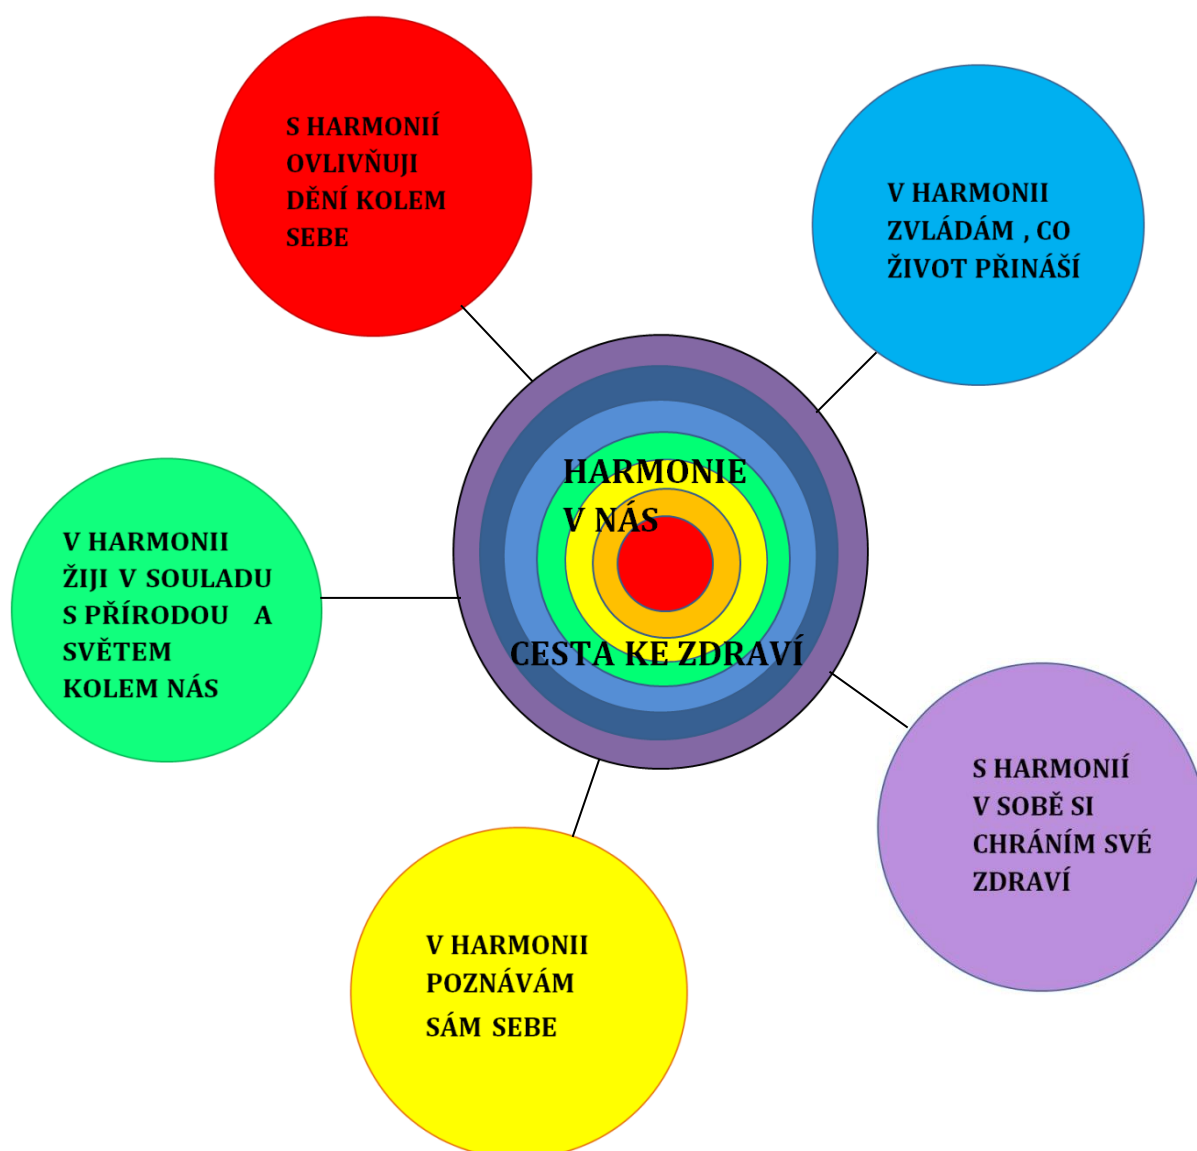 S HARMONIÍ
OVLIVŇUJI
DĚNÍ KOLEM
SEBE
V HARMONII
ZVLÁDÁM , CO
ŽIVOT PŘINÁŠÍ
HARMONIE
V NÁS
CESTA KE ZDRAVÍ
V HARMONII
ŽIJI V SOULADU
S PŘÍRODOU A
SVĚTEM
KOLEM NÁS
S HARMONIÍ
V SOBĚ SI
CHRÁNÍM SVÉ
ZDRAVÍ
V HARMONII
POZNÁVÁM
SÁM SEBE